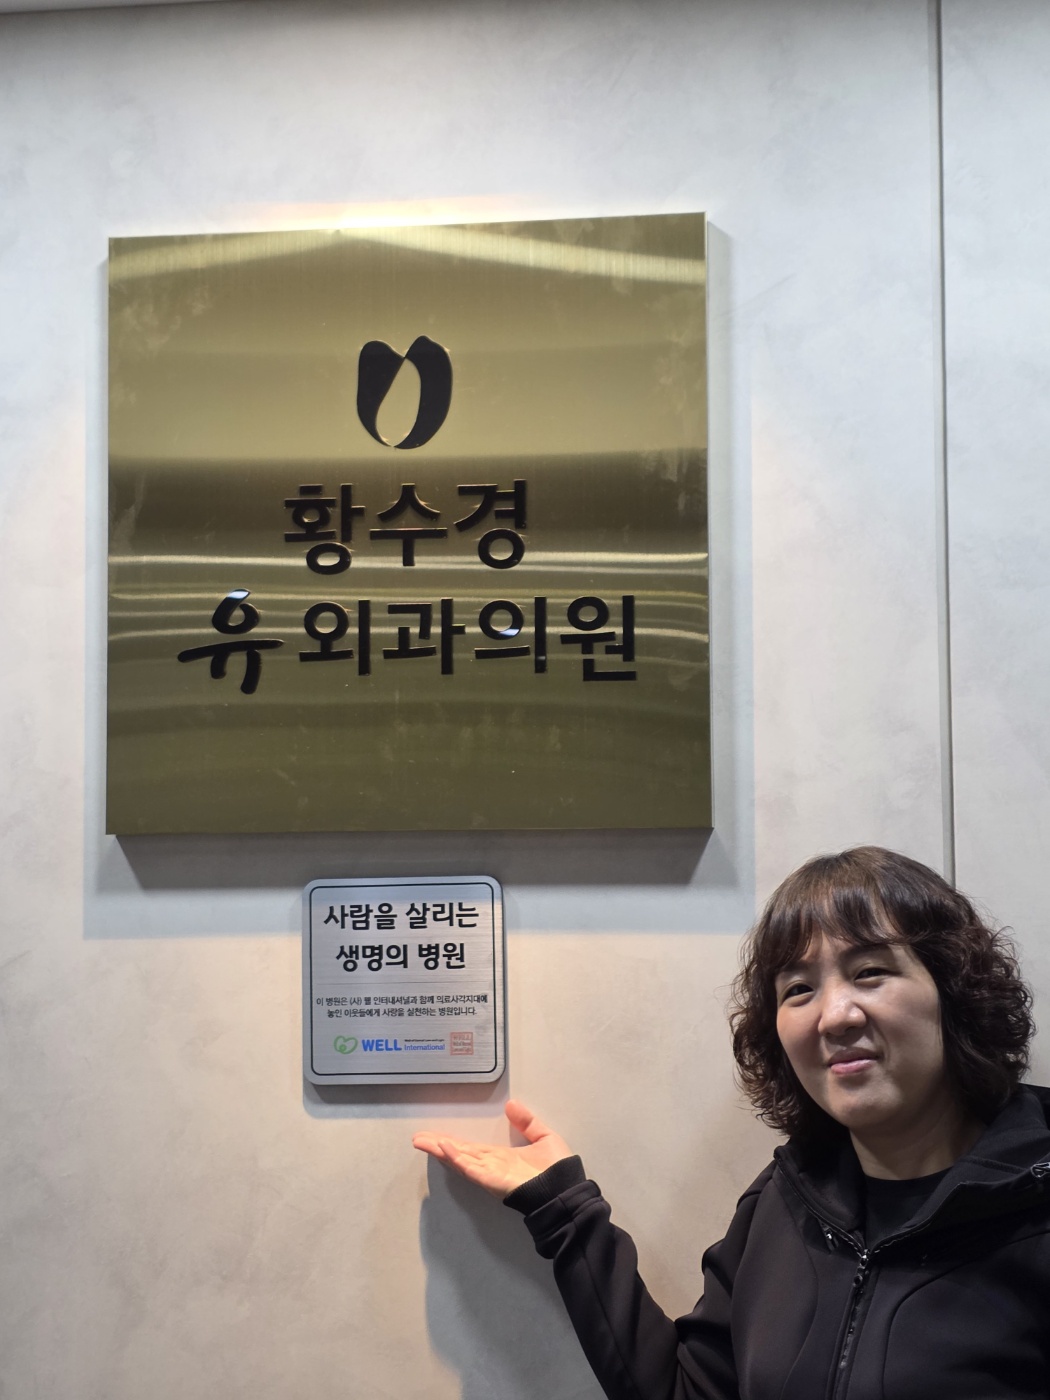 황수경
유외과의원
사람을 살리는
생명의 병원
이 병원은 (사) 웰 인터내셔널과 함께 의료사각지대에
놓인 이웃들에게 사랑을 실천하는 병원입니다.
WELL
International
WELL